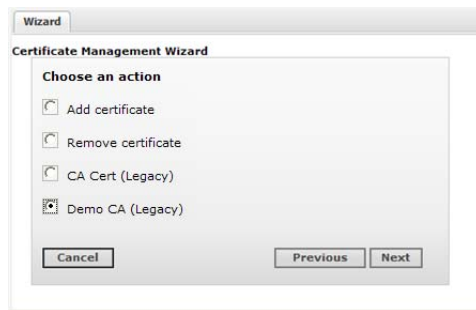 Wizard
Certificate Management Wizard
Choose an action
Add certificate
Remove certificate
CA Cert (Legacy)
Demo CA (Legacy)
Cancel Previous Next